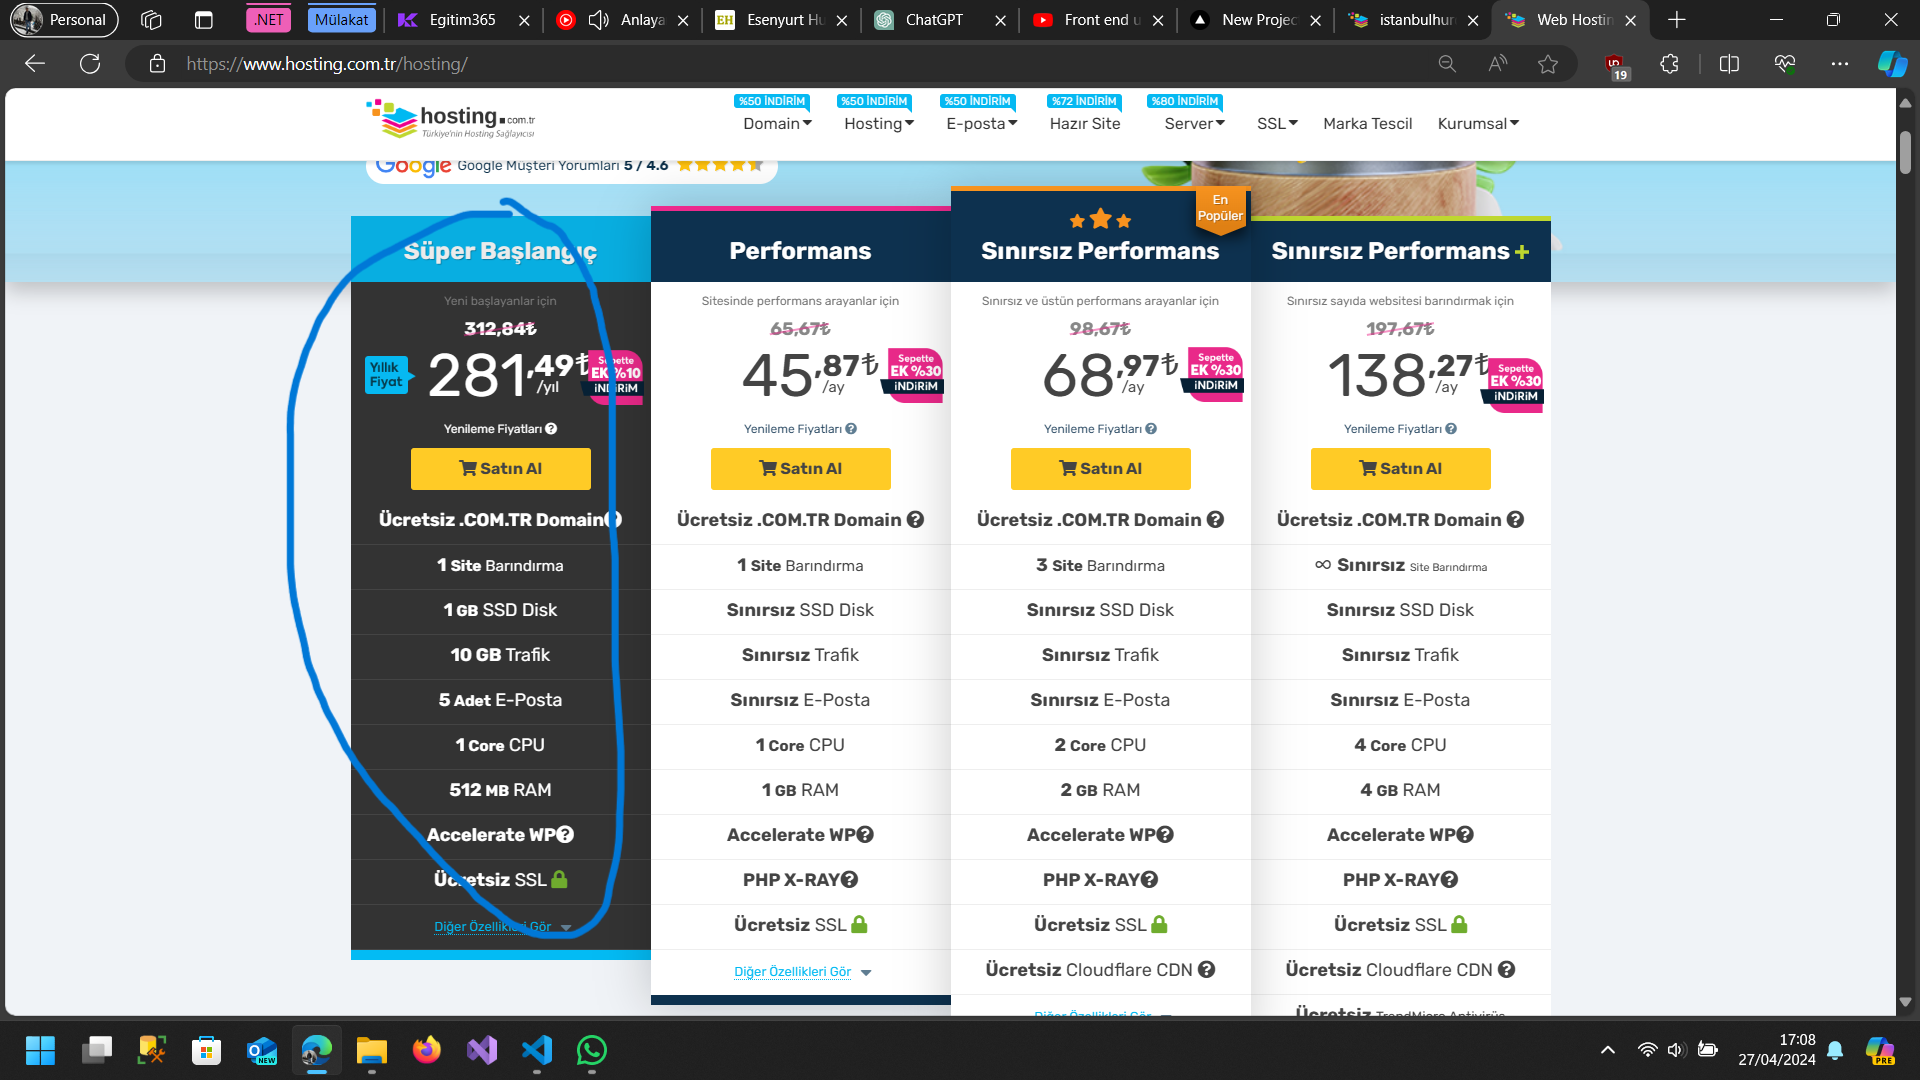 Personal
.NET
Mülakat
Egitim365
Anlaya
Esenyurt Hu
ChatGPT
Front end u
New Projec
istanbulhur
Web Hostin
https://www.hosting.com.tr/hosting/
19
hosting.com.tr
Türkiye'nin Hosting Sağlayıcısı
%50 İNDİRİM
%50 İNDİRİM
%50 İNDİRİM
%72 İNDİRİM
%80 İNDİRİM
Domain
Hosting
E-posta
Hazır Site
Server
SSL
Marka Tescil
Kurumsal
Google Google Müşteri Yorumları 5 / 4.6
Süper Başlangıç
Yeni başlayanlar için
312,84₺
Yıllık Fiyat
281,49₺
/yıl
Sepette
EK %10
İNDİRİM
Yenileme Fiyatları
Satın Al
Ücretsiz .COM.TR Domain
1 Site Barındırma
1 GB SSD Disk
10 GB Trafik
5 Adet E-Posta
1 Core CPU
512 MB RAM
Accelerate WP
Ücretsiz SSL
Diğer Özellikleri Gör
Performans
Sitesinde performans arayanlar için
65,67₺
45,87₺
/ay
Sepette
EK %30
İNDİRİM
Yenileme Fiyatları
Satın Al
Ücretsiz .COM.TR Domain
1 Site Barındırma
Sınırsız SSD Disk
Sınırsız Trafik
Sınırsız E-Posta
1 Core CPU
1 GB RAM
Accelerate WP
PHP X-RAY
Ücretsiz SSL
Diğer Özellikleri Gör
En
Popüler
Sınırsız Performans
Sınırsız ve üstün performans arayanlar için
98,67₺
68,97₺
/ay
Sepette
EK %30
İNDİRİM
Yenileme Fiyatları
Satın Al
Ücretsiz .COM.TR Domain
3 Site Barındırma
Sınırsız SSD Disk
Sınırsız Trafik
Sınırsız E-Posta
2 Core CPU
2 GB RAM
Accelerate WP
PHP X-RAY
Ücretsiz SSL
Ücretsiz Cloudflare CDN
Diğer Özellikleri Gör
Sınırsız Performans +
Sınırsız sayıda websitesi barındırmak için
197,67₺
138,27₺
/ay
Sepette
EK %30
İNDİRİM
Yenileme Fiyatları
Satın Al
Ücretsiz .COM.TR Domain
∞ Sınırsız Site Barındırma
Sınırsız SSD Disk
Sınırsız Trafik
Sınırsız E-Posta
4 Core CPU
4 GB RAM
Accelerate WP
PHP X-RAY
Ücretsiz SSL
Ücretsiz Cloudflare CDN
Ücretsiz TrendMicro Antivirüs
NEW
17:08
27/04/2024
PRE